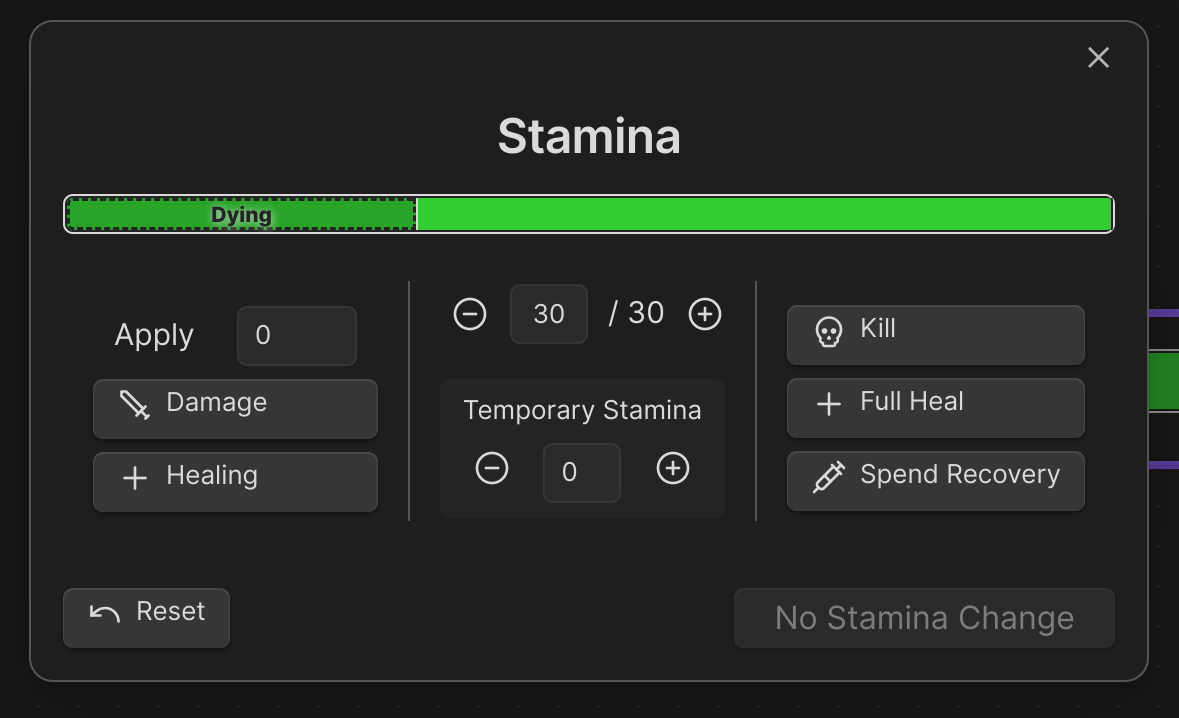 Stamina
Dying
Apply 0
Damage
Healing
30 / 30
Temporary Stamina
0
Kill
Full Heal
Spend Recovery
Reset
No Stamina Change